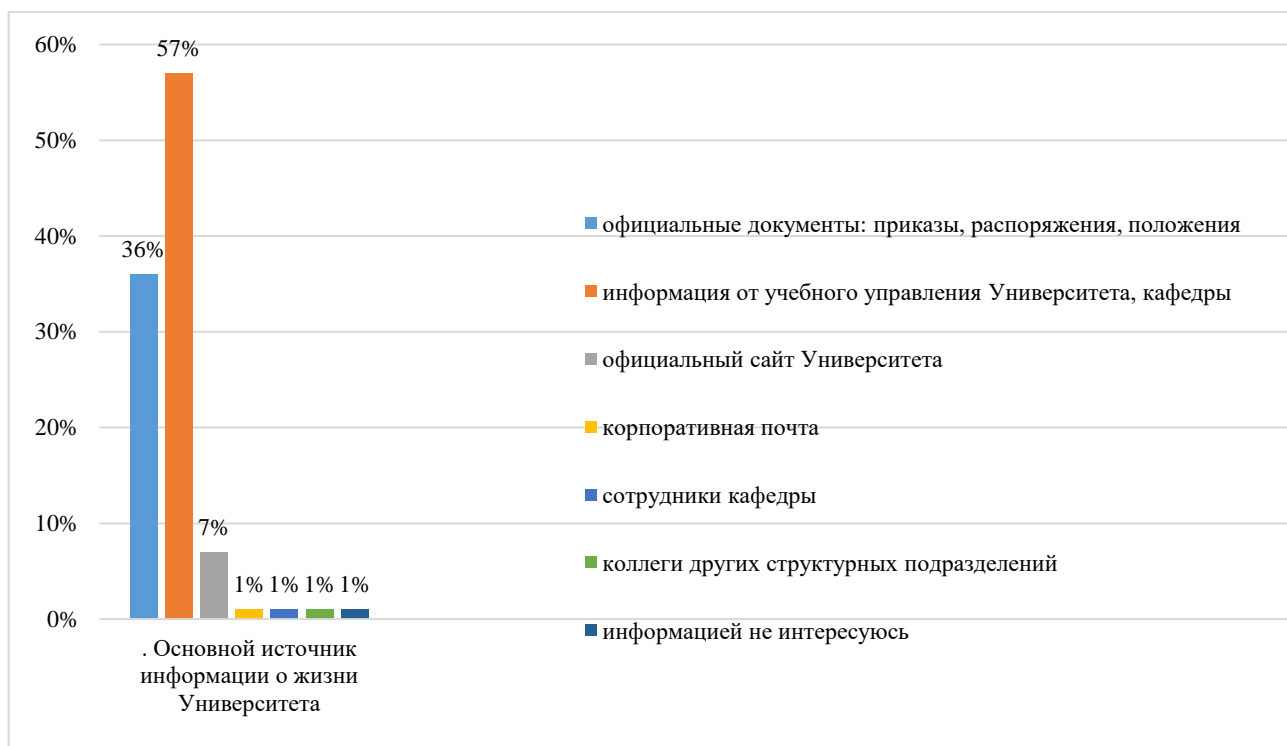 60%
50%
40%
30%
20%
10%
0%
36%
57%
7%
1%
1%
1%
1%
. Основной источник
информации о жизни
Университета
официальные документы: приказы, распоряжения, положения
информация от учебного управления Университета, кафедры
официальный сайт Университета
корпоративная почта
сотрудники кафедры
коллеги других структурных подразделений
информацией не интересуюсь